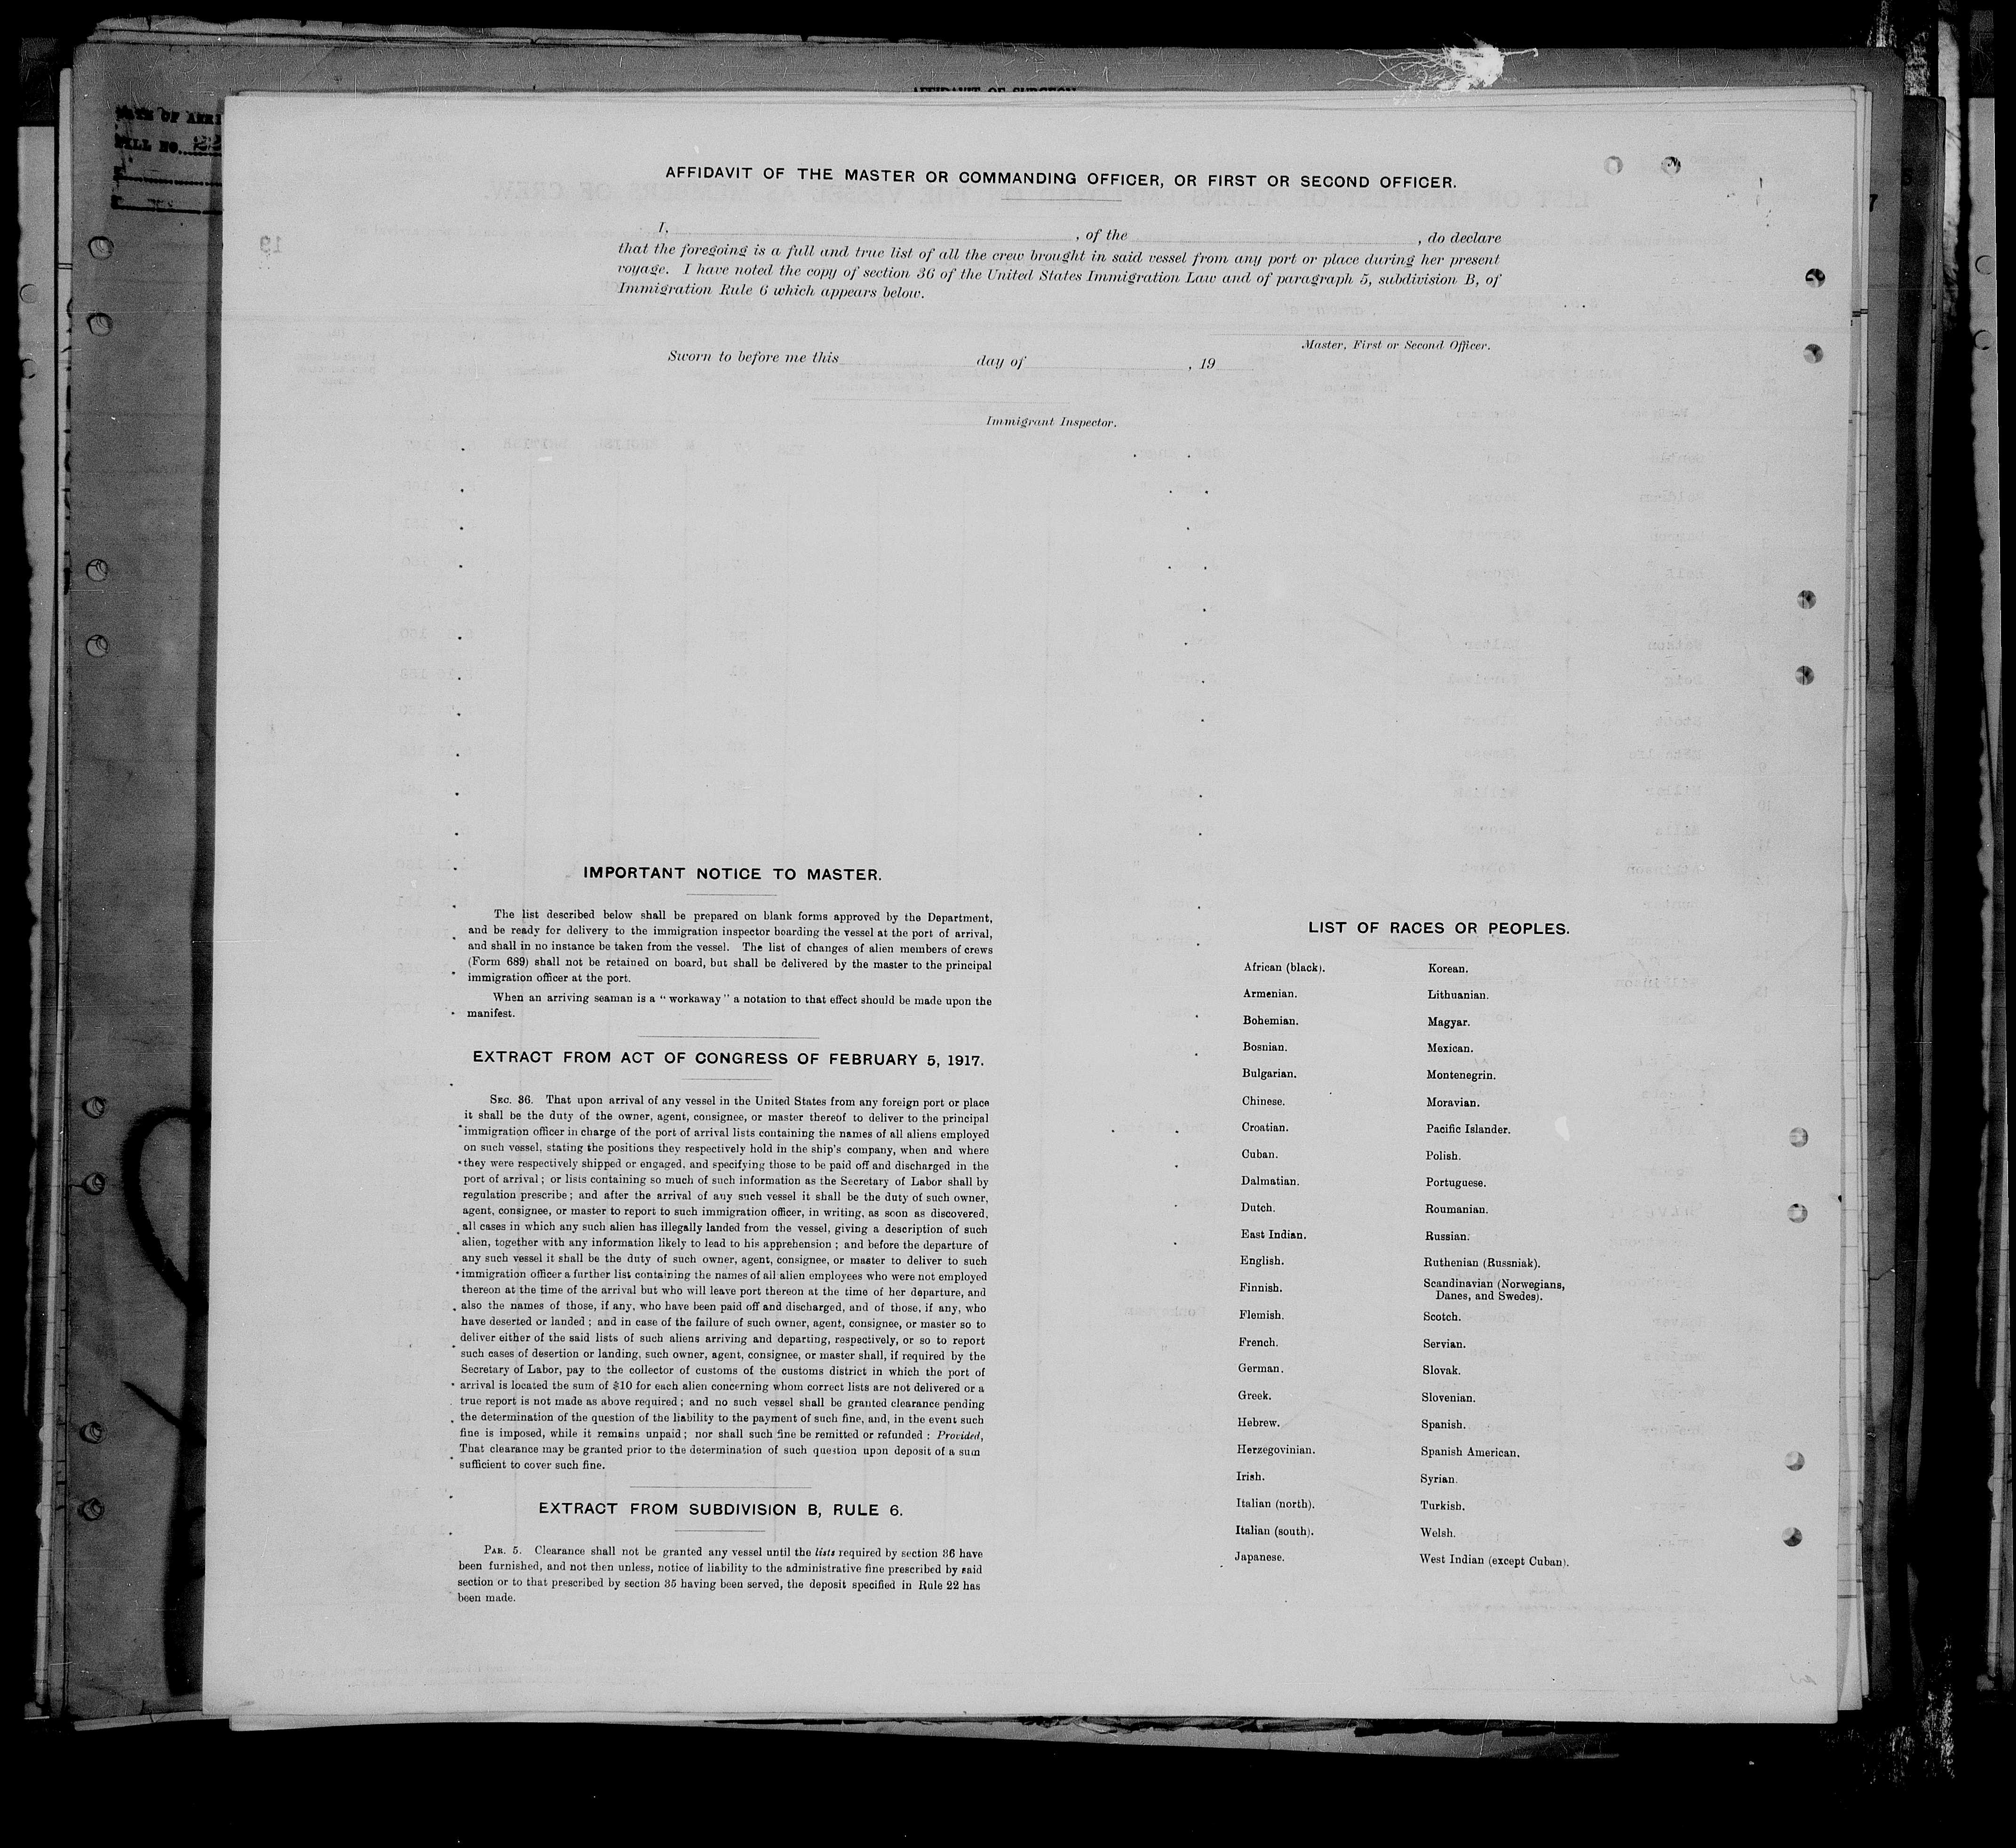 AFFIDAVIT OF SURGEON
BILL NO.
AFFIDAVIT OF THE MASTER OR COMMANDING OFFICER, OR FIRST OR SECOND OFFICER.
I, , of the , do declare
that the foregoing is a full and true list of all the crew brought in said vessel from any port or place during her present
voyage. I have noted the copy of section 36 of the United States Immigration Law and of paragraph 5, subdivision B, of
Immigration Rule 6 which appears below.
Master, First or Second Officer.
Sworn to before me this day of , 19
Immigrant Inspector.
IMPORTANT NOTICE TO MASTER.
The list described below shall be prepared on blank forms approved by the Department,
and be ready for delivery to the immigration inspector boarding the vessel at the port of arrival,
and shall in no instance be taken from the vessel. The list of changes of alien members of crews
(Form 689) shall not be retained on board, but shall be delivered by the master to the principal
immigration officer at the port.
When an arriving seaman is a "workaway" a notation to that effect should be made upon the
manifest.
EXTRACT FROM ACT OF CONGRESS OF FEBRUARY 5, 1917.
SEC. 36. That upon arrival of any vessel in the United States from any foreign port or place
it shall be the duty of the owner, agent, consignee, or master thereof to deliver to the principal
immigration officer in charge of the port of arrival lists containing the names of all aliens employed
on such vessel, stating the positions they respectively hold in the ship's company, when and where
they were respectively shipped or engaged, and specifying those to be paid off and discharged in the
port of arrival; or lists containing so much of such information as the Secretary of Labor shall by
regulation prescribe; and after the arrival of any such vessel it shall be the duty of such owner,
agent, consignee, or master to report to such immigration officer, in writing, as soon as discovered,
all cases in which any such alien has illegally landed from the vessel, giving a description of such
alien, together with any information likely to lead to his apprehension; and before the departure of
any such vessel it shall be the duty of such owner, agent, consignee, or master to deliver to such
immigration officer a further list containing the names of all alien employees who were not employed
thereon at the time of the arrival but who will leave port thereon at the time of her departure, and
also the names of those, if any, who have been paid off and discharged, and of those, if any, who
have deserted or landed; and in case of the failure of such owner, agent, consignee, or master so to
deliver either of the said lists of such aliens arriving and departing, respectively, or so to report
such cases of desertion or landing, such owner, agent, consignee, or master shall, if required by the
Secretary of Labor, pay to the collector of customs of the customs district in which the port of
arrival is located the sum of $10 for each alien concerning whom correct lists are not delivered or a
true report is not made as above required; and no such vessel shall be granted clearance pending
the determination of the question of the liability to the payment of such fine, and, in the event such
fine is imposed, while it remains unpaid; nor shall such fine be remitted or refunded: Provided,
That clearance may be granted prior to the determination of such question upon deposit of a sum
sufficient to cover such fine.
EXTRACT FROM SUBDIVISION B, RULE 6.
PAR. 5. Clearance shall not be granted any vessel until the lists required by section 36 have
been furnished, and not then unless, notice of liability to the administrative fine prescribed by said
section or to that prescribed by section 35 having been served, the deposit specified in Rule 22 has
been made.
LIST OF RACES OR PEOPLES.
African (black).
Armenian.
Bohemian.
Bosnian.
Bulgarian.
Chinese.
Croatian.
Cuban.
Dalmatian.
Dutch.
East Indian.
English.
Finnish.
Flemish.
French.
German.
Greek.
Hebrew.
Herzegovinian.
Irish.
Italian (north).
Italian (south).
Japanese.
Korean.
Lithuanian.
Magyar.
Mexican.
Montenegrin.
Moravian.
Pacific Islander.
Polish.
Portuguese.
Roumanian.
Russian.
Ruthenian (Russniak).
Scandinavian (Norwegians,
Danes, and Swedes).
Scotch.
Servian.
Slovak.
Slovenian.
Spanish.
Spanish American.
Syrian.
Turkish.
Welsh.
West Indian (except Cuban).